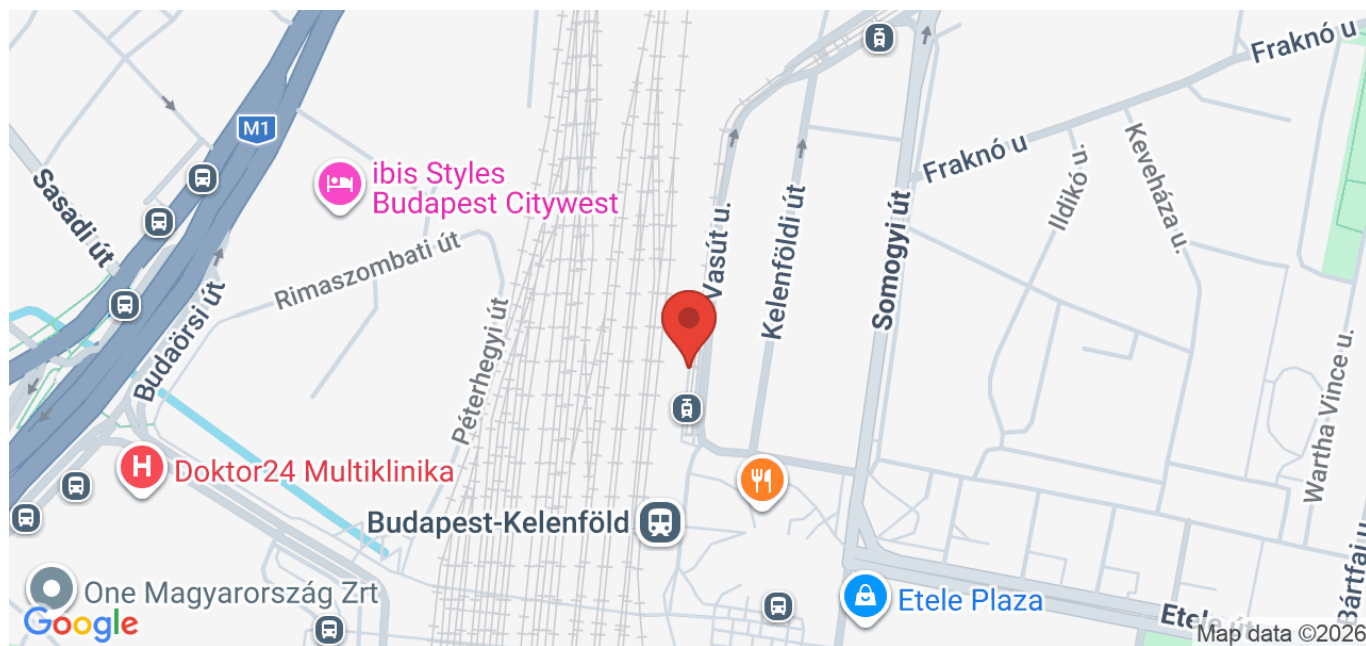 Fraknó u
M1
ibis Styles
Budapest Citywest
Fraknó u
Ildikó u.
Keveháza u.
Sasadi út
Rimaszombati út
Vasút u.
Kelenföldi út
Somogyi út
Budaörsi út
Péterhegyi út
Wartha Vince u.
H
Doktor24 Multiklinika
Budapest-Kelenföld
Bártfai u
One Magyarország Zrt
Etele Plaza
Etele út
Google
Map data ©2026